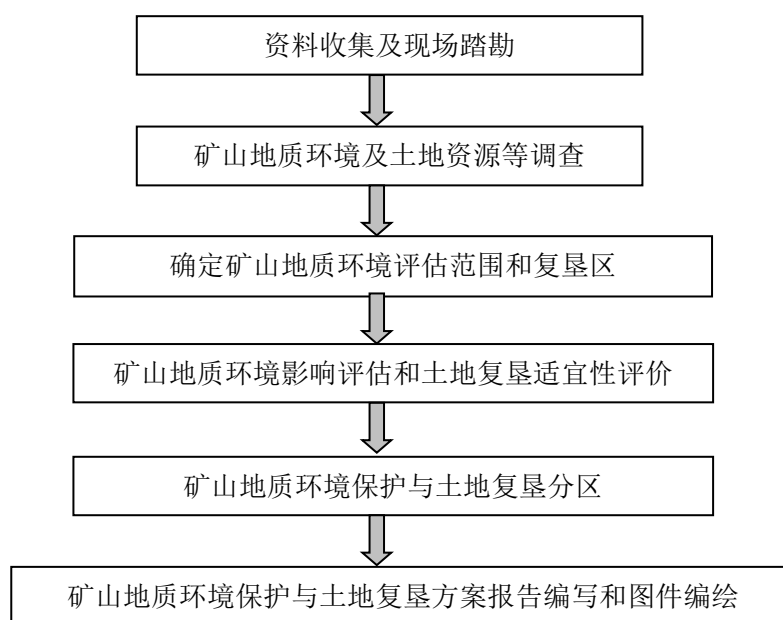 资料收集及现场踏勘
矿山地质环境及土地资源等调查
确定矿山地质环境评估范围和复垦区
矿山地质环境影响评估和土地复垦适宜性评价
矿山地质环境保护与土地复垦分区
矿山地质环境保护与土地复垦方案报告编写和图件编绘